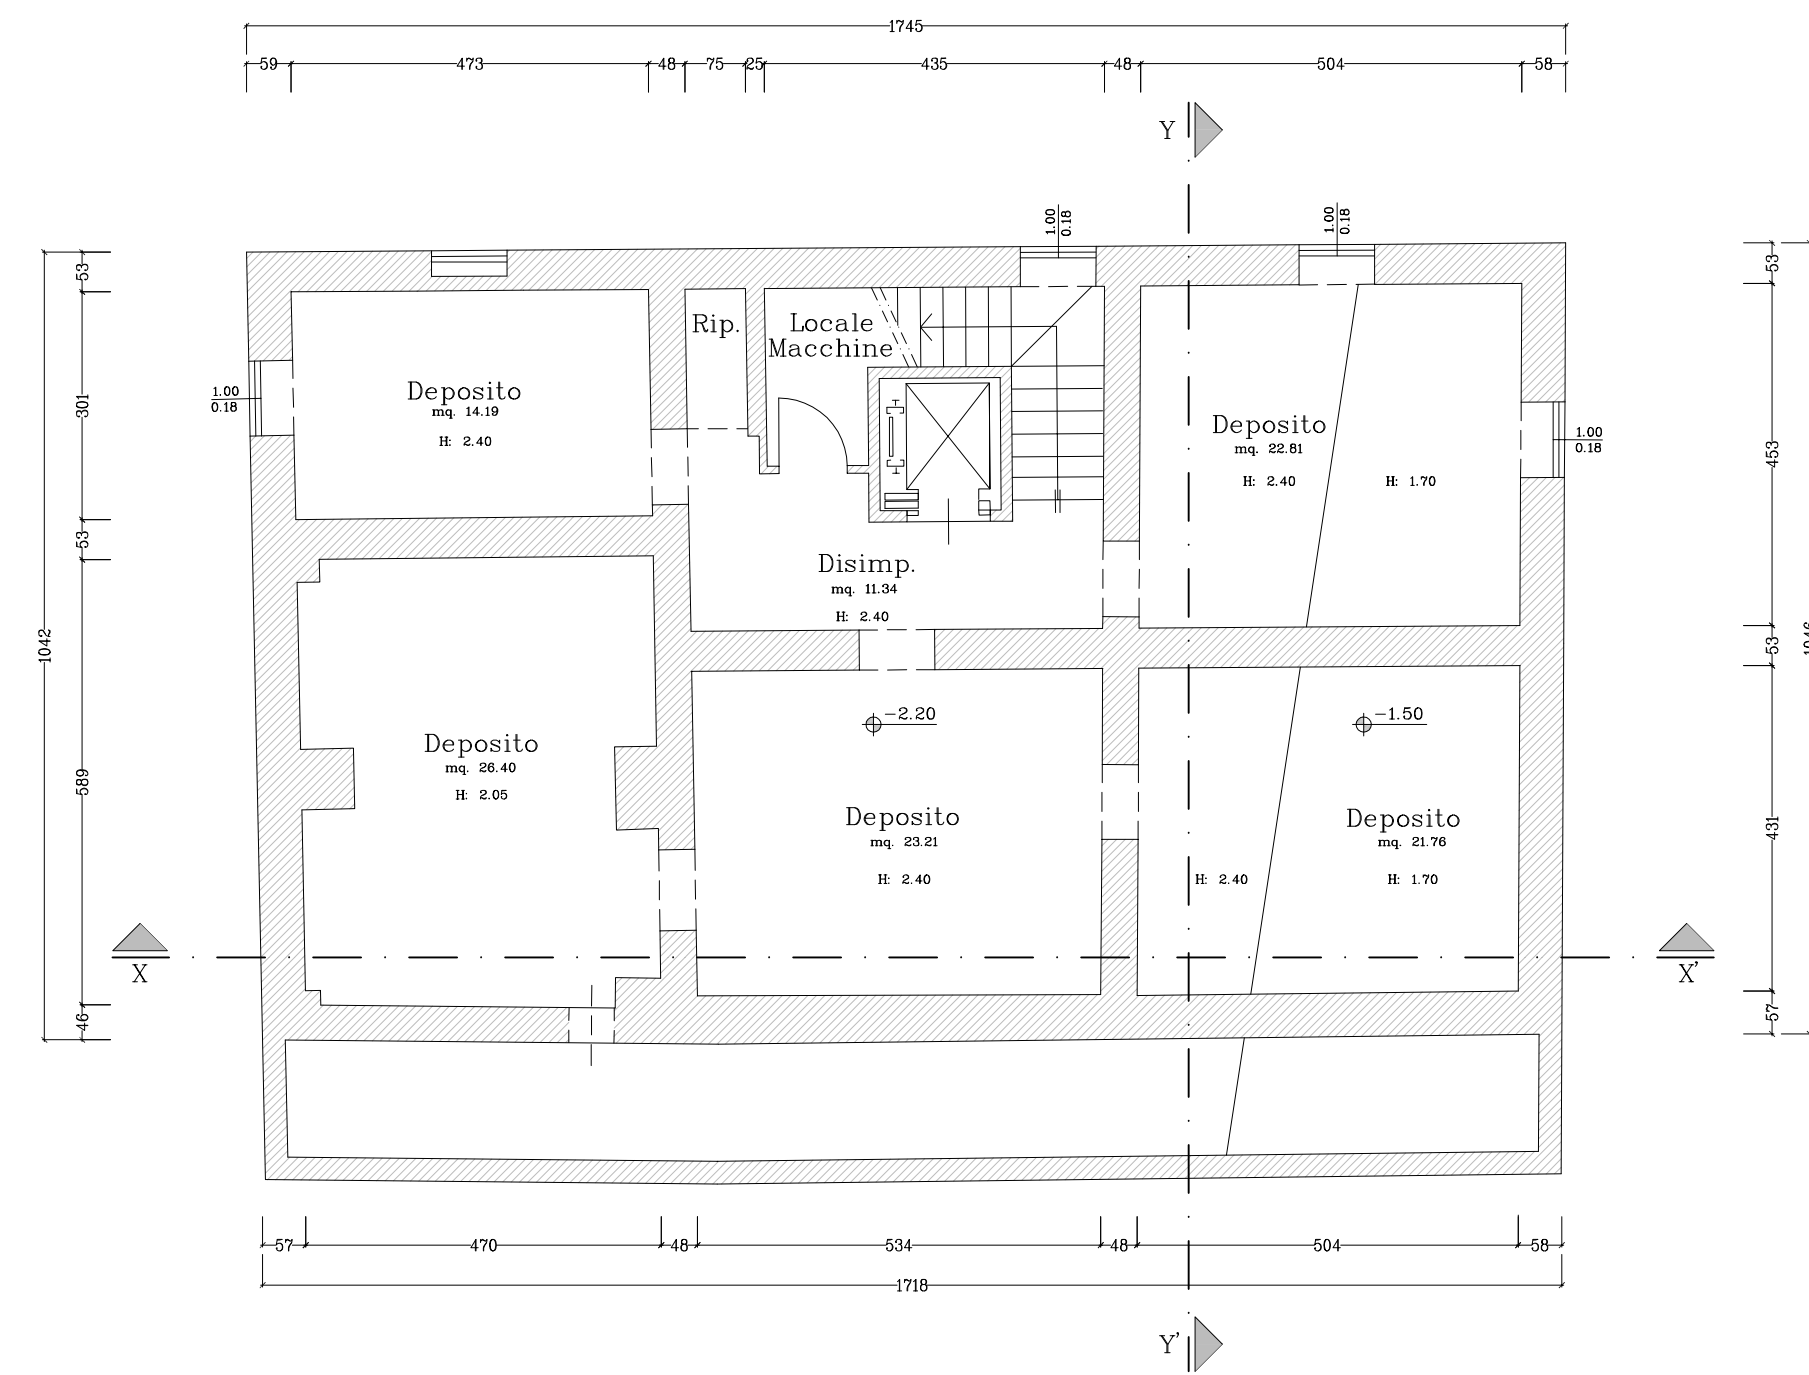 1745
59 473 48 75 25 435 48 504 58
Y
1.00
0.18
1.00
0.18
53
53
Rip.
Locale
Macchine
Deposito
mq. 14.19
H: 2.40
1.00
0.18
301
Deposito
mq. 22.81
H: 2.40
H: 1.70
1.00
0.18
453
53
Disimp.
mq. 11.34
H: 2.40
1042
53
-2.20
-1.50
Deposito
mq. 26.40
H: 2.05
589
Deposito
mq. 23.21
H: 2.40
Deposito
mq. 21.76
H: 2.40
H: 1.70
431
X
X'
46
57
57 470 48 534 48 504 58
1718
Y'